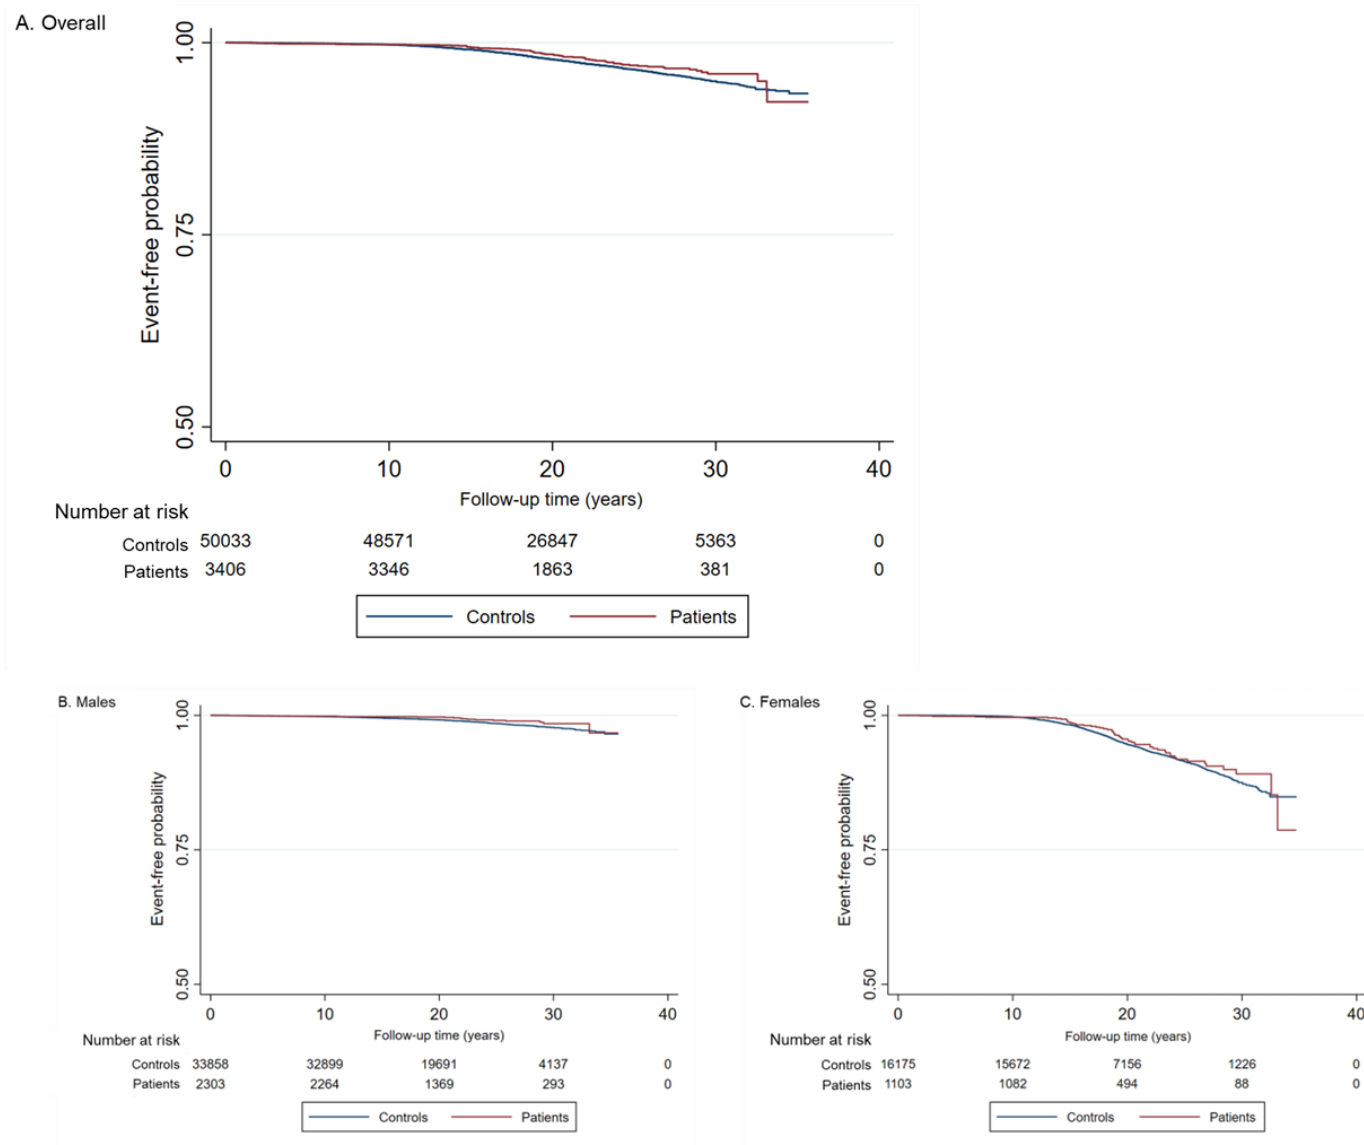 A. Overall
1.00
0.75
0.50
Event-free probability
0 10 20 30 40
Follow-up time (years)
Number at risk
Controls 50033 48571 26847 5363 0
Patients 3406 3346 1863 381 0
Controls Patients
B. Males
1.00
0.75
0.50
Event-free probability
0 10 20 30 40
Follow-up time (years)
Number at risk
Controls 33858 32899 19691 4137 0
Patients 2303 2264 1369 293 0
Controls Patients
C. Females
1.00
0.75
0.50
Event-free probability
0 10 20 30 40
Follow-up time (years)
Number at risk
Controls 16175 15672 7156 1226 0
Patients 1103 1082 494 88 0
Controls Patients